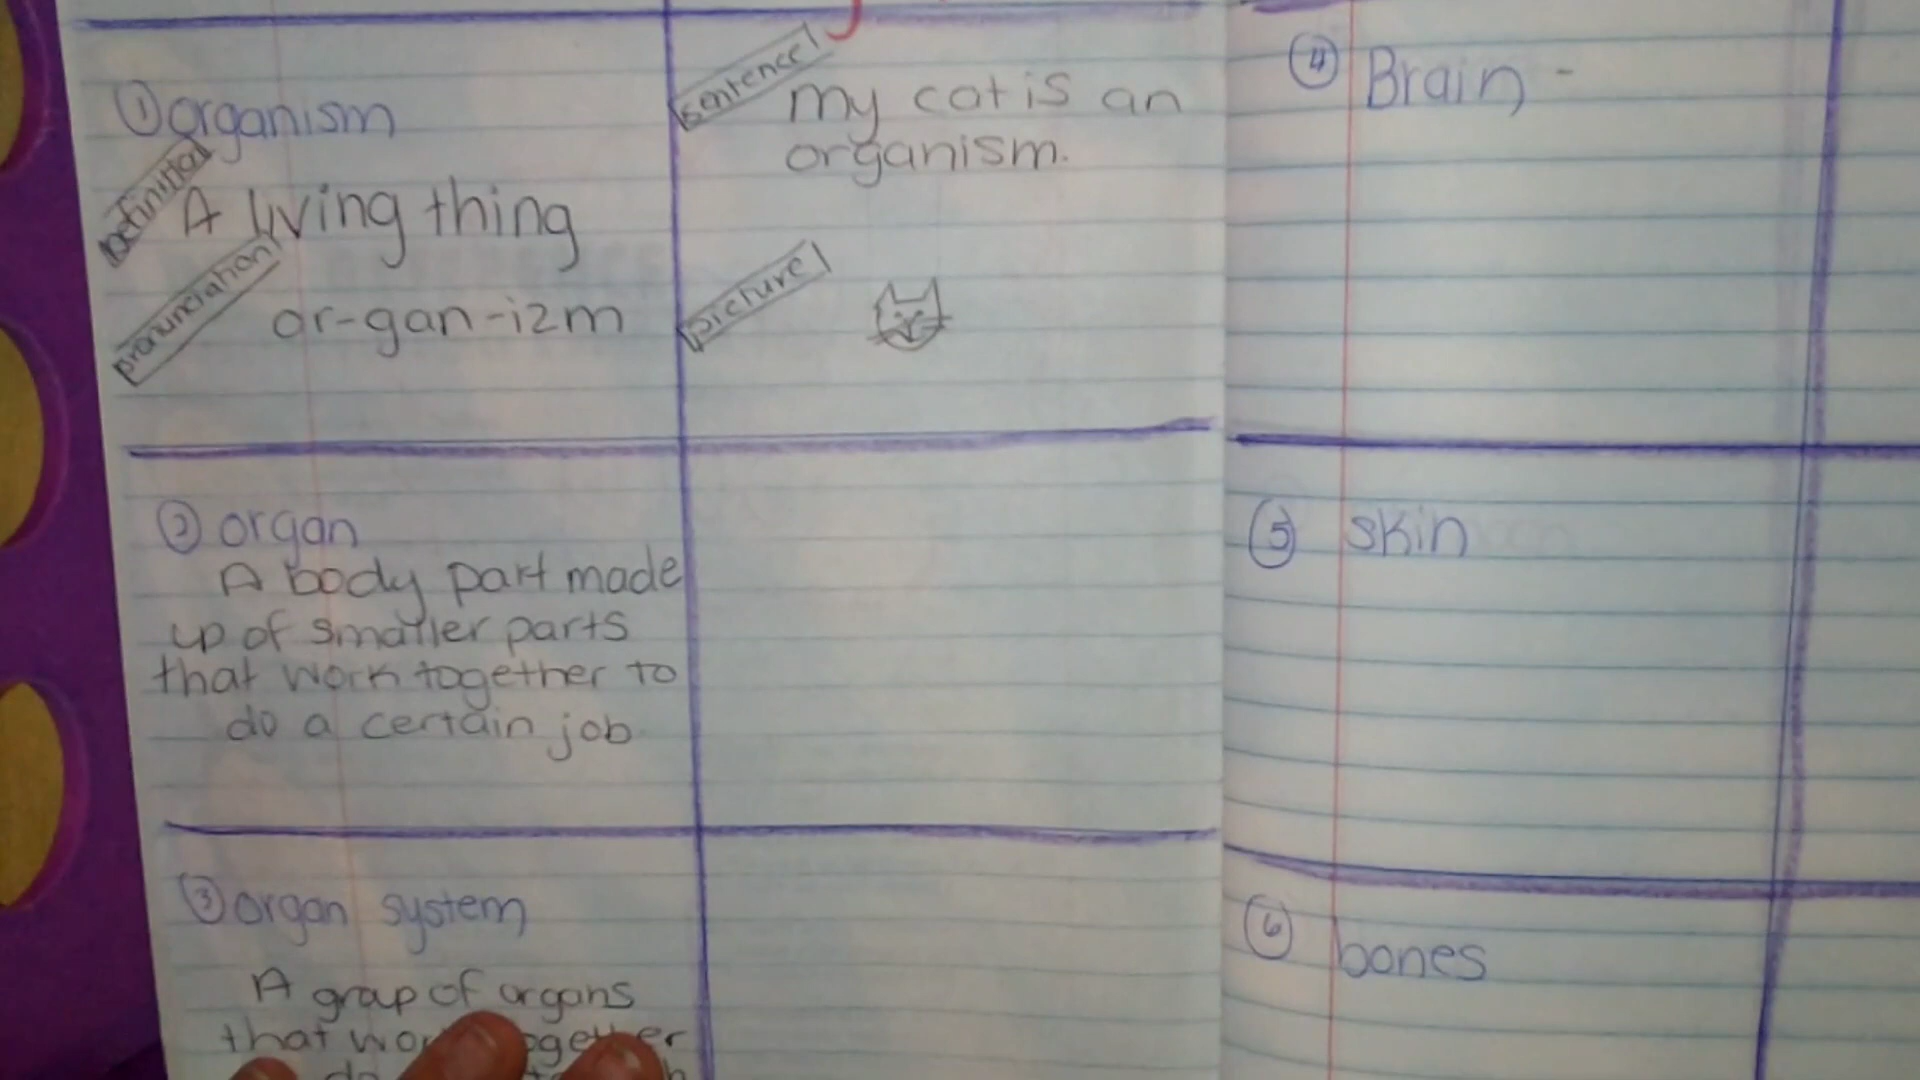 ① organism
Definition
A living thing
pronunciation
or-gan-izm
sentence
my cat is an
organism.
picture
② organ
A body part made
up of smaller parts
that work together to
do a certain job.
③ organ system
A group of organs
that
④ Brain -
⑤ skin
⑥ bones